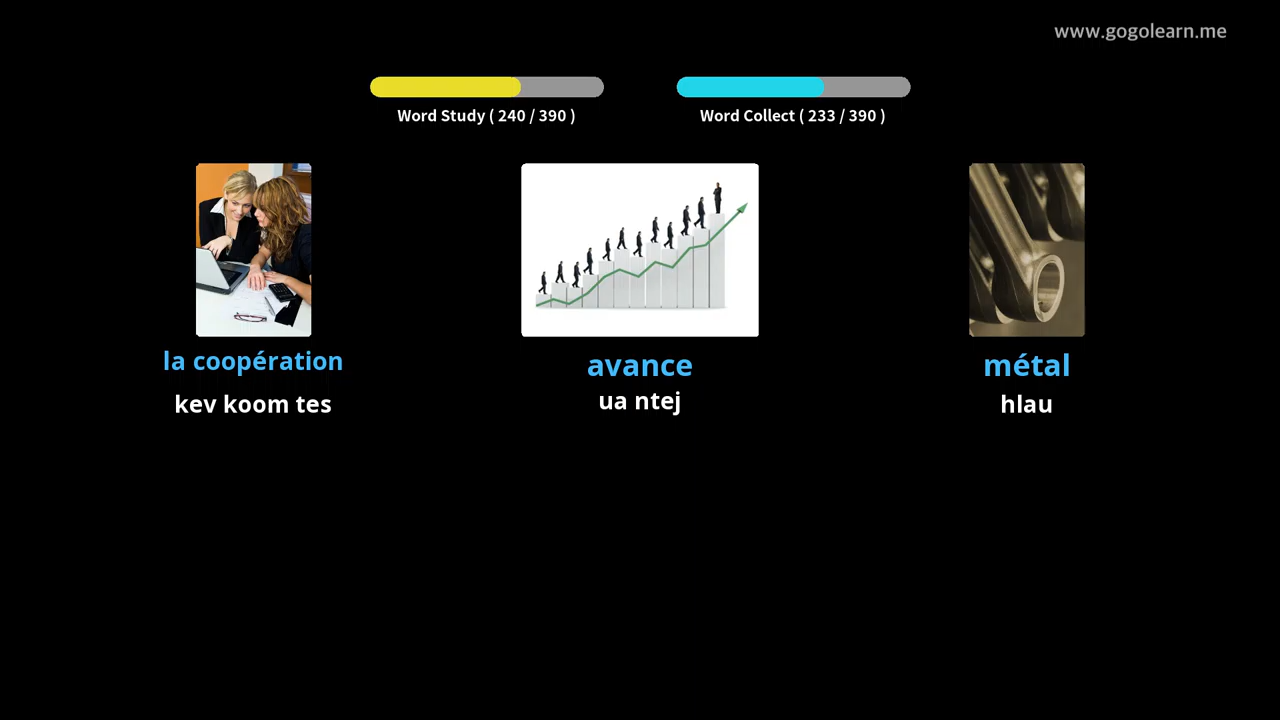 www.gogolearn.me
Word Study ( 240 / 390 )
Word Collect ( 233 / 390 )
la coopération
avance
métal
kev koom tes
ua ntej
hlau